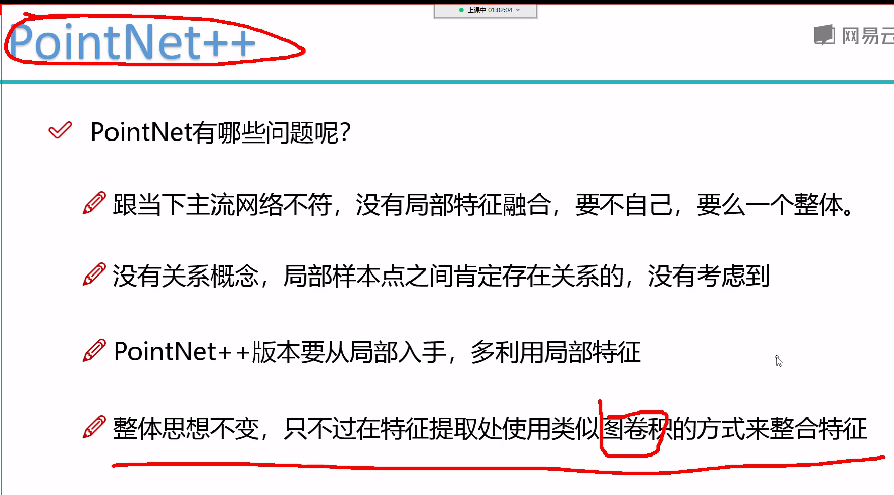 上课中 01:02:04
PointNet++
网易云
PointNet有哪些问题呢?
跟当下主流网络不符，没有局部特征融合，要不自己，要么一个整体。
没有关系概念，局部样本点之间肯定存在关系的，没有考虑到
PointNet++版本要从局部入手，多利用局部特征
整体思想不变，只不过在特征提取处使用类似图卷积的方式来整合特征